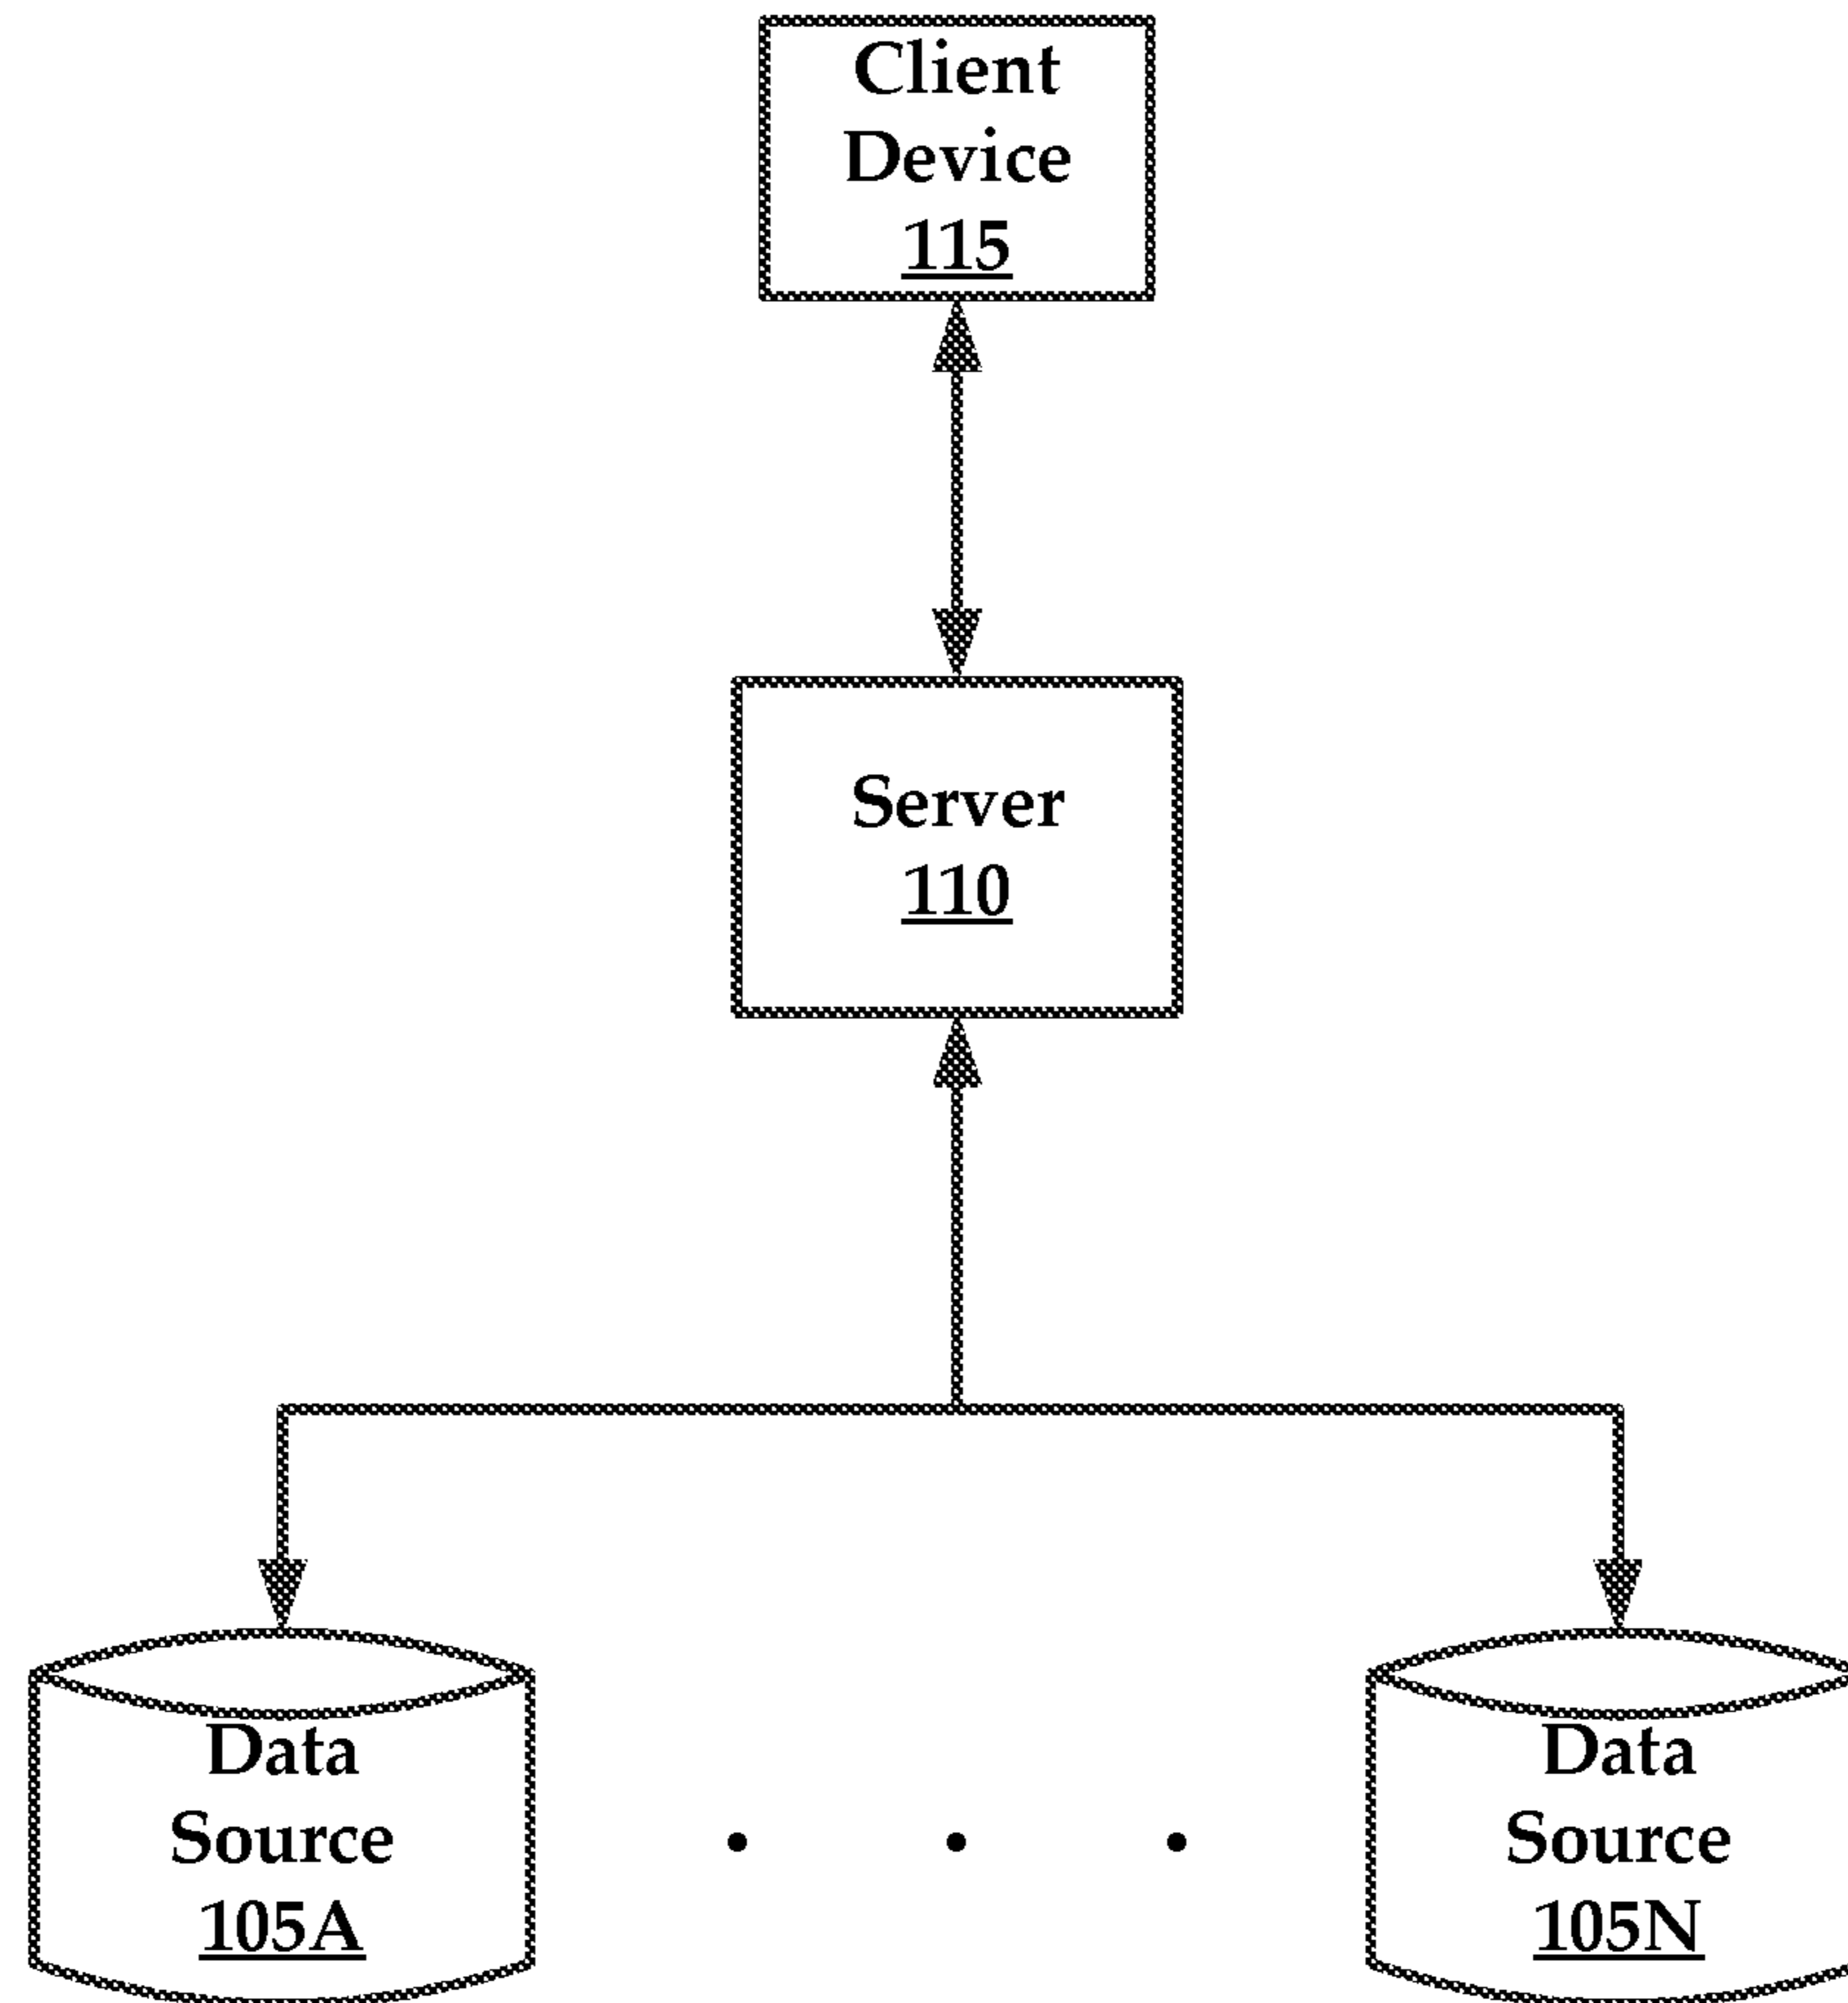 Client
Device
115
Server
110
Data
Source
105A
Data
Source
105N